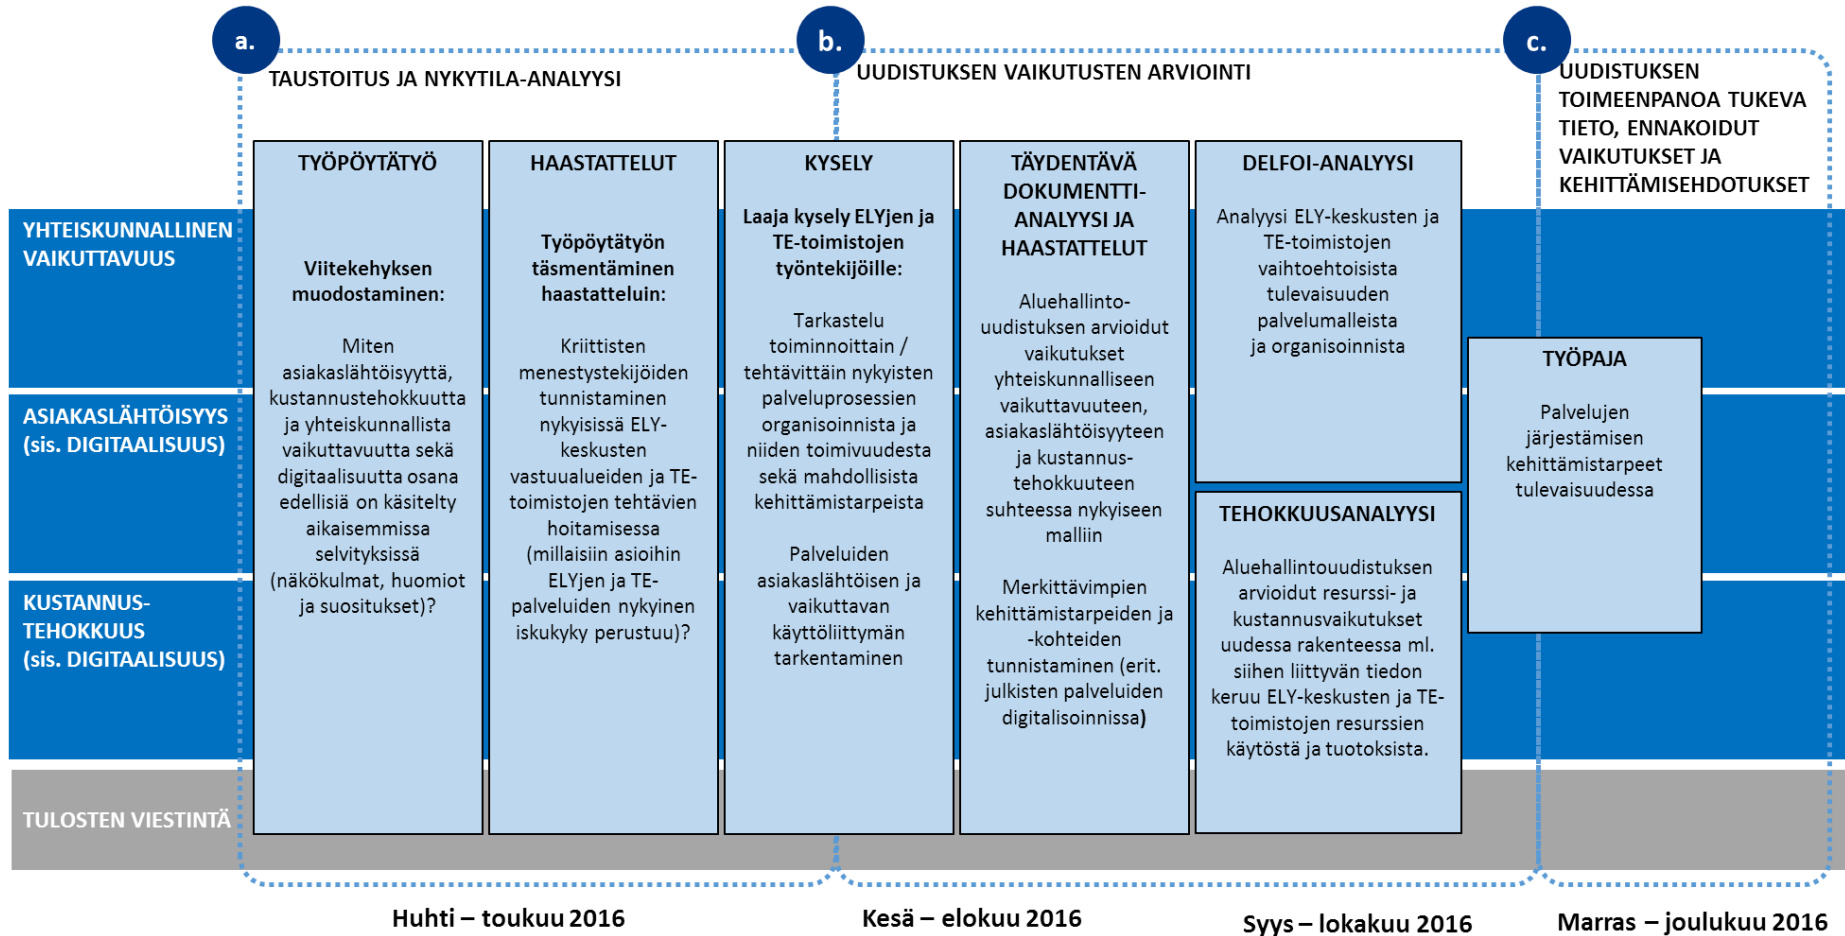 a.
TAUSTOITUS JA NYKYTILA-ANALYYSI
b.
UUDISTUKSEN VAIKUTUSTEN ARVIOINTI
c.
UUDISTUKSEN
TOIMEENPANOA TUKEVA
TIETO, ENNAKOIDUT
VAIKUTUKSET JA
KEHITTÄMISEHDOTUKSET
YHTEISKUNNALLINEN
VAIKUTTAVUUS
ASIAKASLÄHTÖISYYS
(sis. DIGITAALISUUS)
KUSTANNUS-
TEHOKKUUS
(sis. DIGITAALISUUS)
TULOSTEN VIESTINTÄ
TYÖPÖYTÄTYÖ
Viitekehyksen
muodostaminen:
Miten
asiakaslähtöisyyttä,
kustannustehokkuutta
ja yhteiskunnallista
vaikuttavuutta sekä
digitaalisuutta osana
edellisiä on käsitelty
aikaisemmissa
selvityksissä
(näkökulmat, huomiot
ja suositukset)?
HAASTATTELUT
Työpöytätyön
täsmentäminen
haastatteluin:
Kriittisten
menestystekijöiden
tunnistaminen
nykyisissä ELY-
keskusten
vastuualueiden ja TE-
toimistojen tehtävien
hoitamisessa
(millaisiin asioihin
ELYjen ja TE-
palveluiden nykyinen
iskukyky perustuu)?
KYSELY
Laaja kysely ELYjen ja
TE-toimistojen
työntekijöille:
Tarkastelu
toiminnoittain /
tehtävittäin nykyisten
palveluprosessien
organisoinnista ja
niiden toimivuudesta
sekä mahdollisista
kehittämistarpeista
Palveluiden
asiakaslähtöisen ja
vaikuttavan
käyttöliittymän
tarkentaminen
TÄYDENTÄVÄ
DOKUMENTTI-
ANALYYSI JA
HAASTATTELUT
Aluehallinto-
uudistuksen arvioidut
vaikutukset
yhteiskunnalliseen
vaikuttavuuteen,
asiakaslähtöisyyteen
ja kustannus-
tehokkuuteen
suhteessa nykyiseen
malliin
Merkittävimpien
kehittämistarpeiden ja
-kohteiden
tunnistaminen (erit.
julkisten palveluiden
digitalisoinnissa)
DELFOI-ANALYYSI
Analyysi ELY-keskusten ja
TE-toimistojen
vaihtoehtoisista
tulevaisuuden
palvelumalleista
ja organisoinnista
TEHOKKUUSANALYYSI
Aluehallintouudistuksen
arvioidut resurssi- ja
kustannusvaikutukset
uudessa rakenteessa ml.
siihen liittyvän tiedon
keruu ELY-keskusten ja TE-
toimistojen resurssien
käytöstä ja tuotoksista.
TYÖPAJA
Palvelujen
järjestämisen
kehittämistarpeet
tulevaisuudessa
Huhti – toukuu 2016
Kesä – elokuu 2016
Syys – lokakuu 2016
Marras – joulukuu 2016